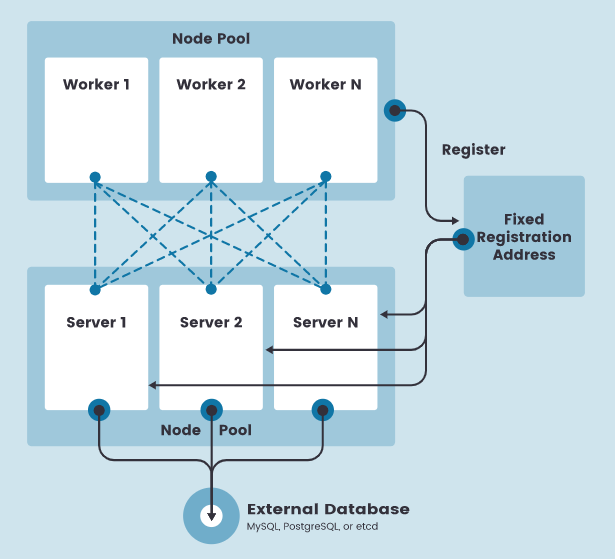 Node Pool
Worker 1
Worker 2
Worker N
Register
Fixed
Registration
Address
Server 1
Server 2
Server N
Node Pool
External Database
MySQL, PostgreSQL, or etcd